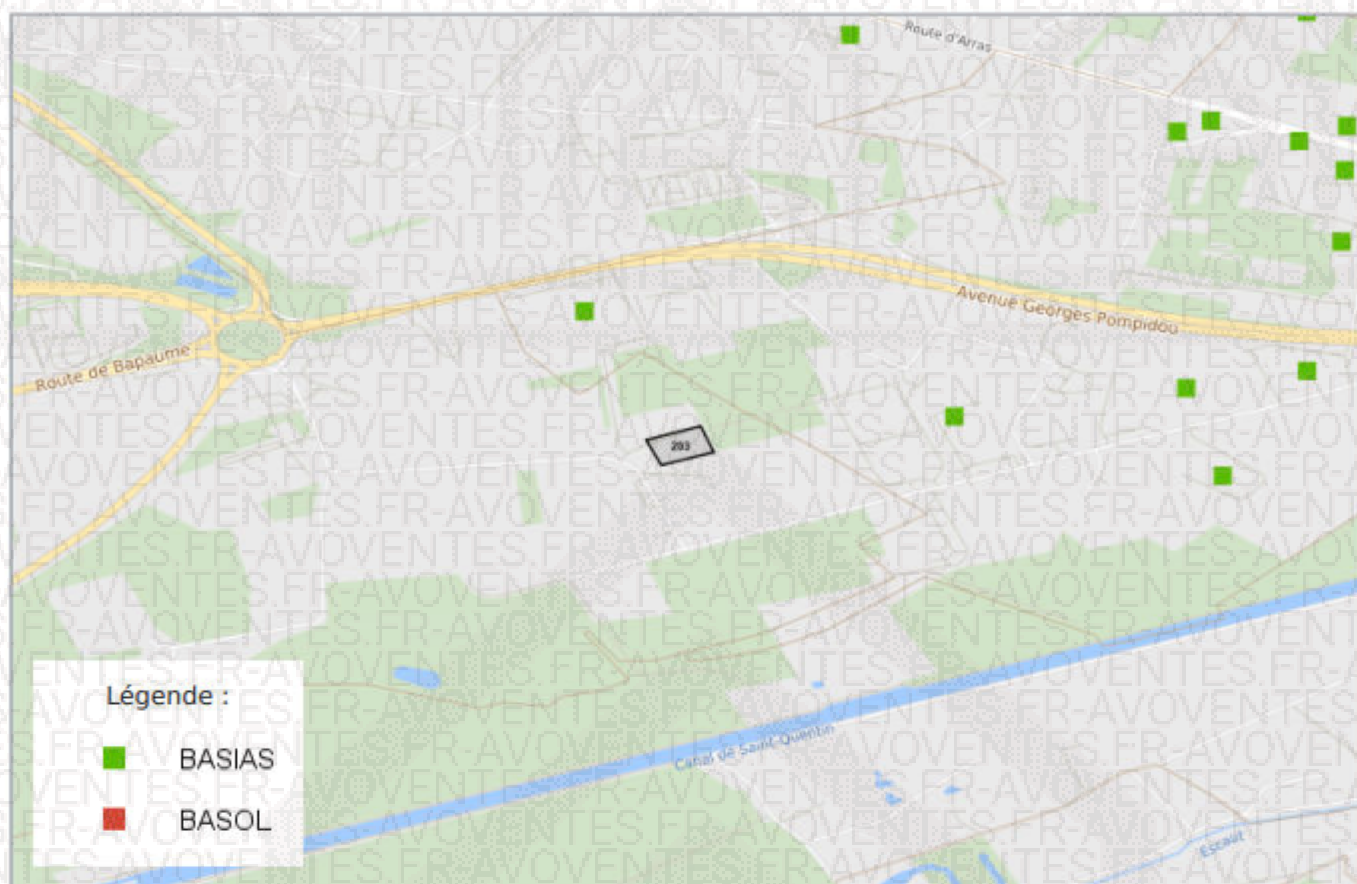 Route d'Arras
Avenue Georges Pompidou
Route de Bapaume
203
Légende :
BASIAS
BASOL
Canal de Saint-Quentin
Escaut
AVOVENTES.FR